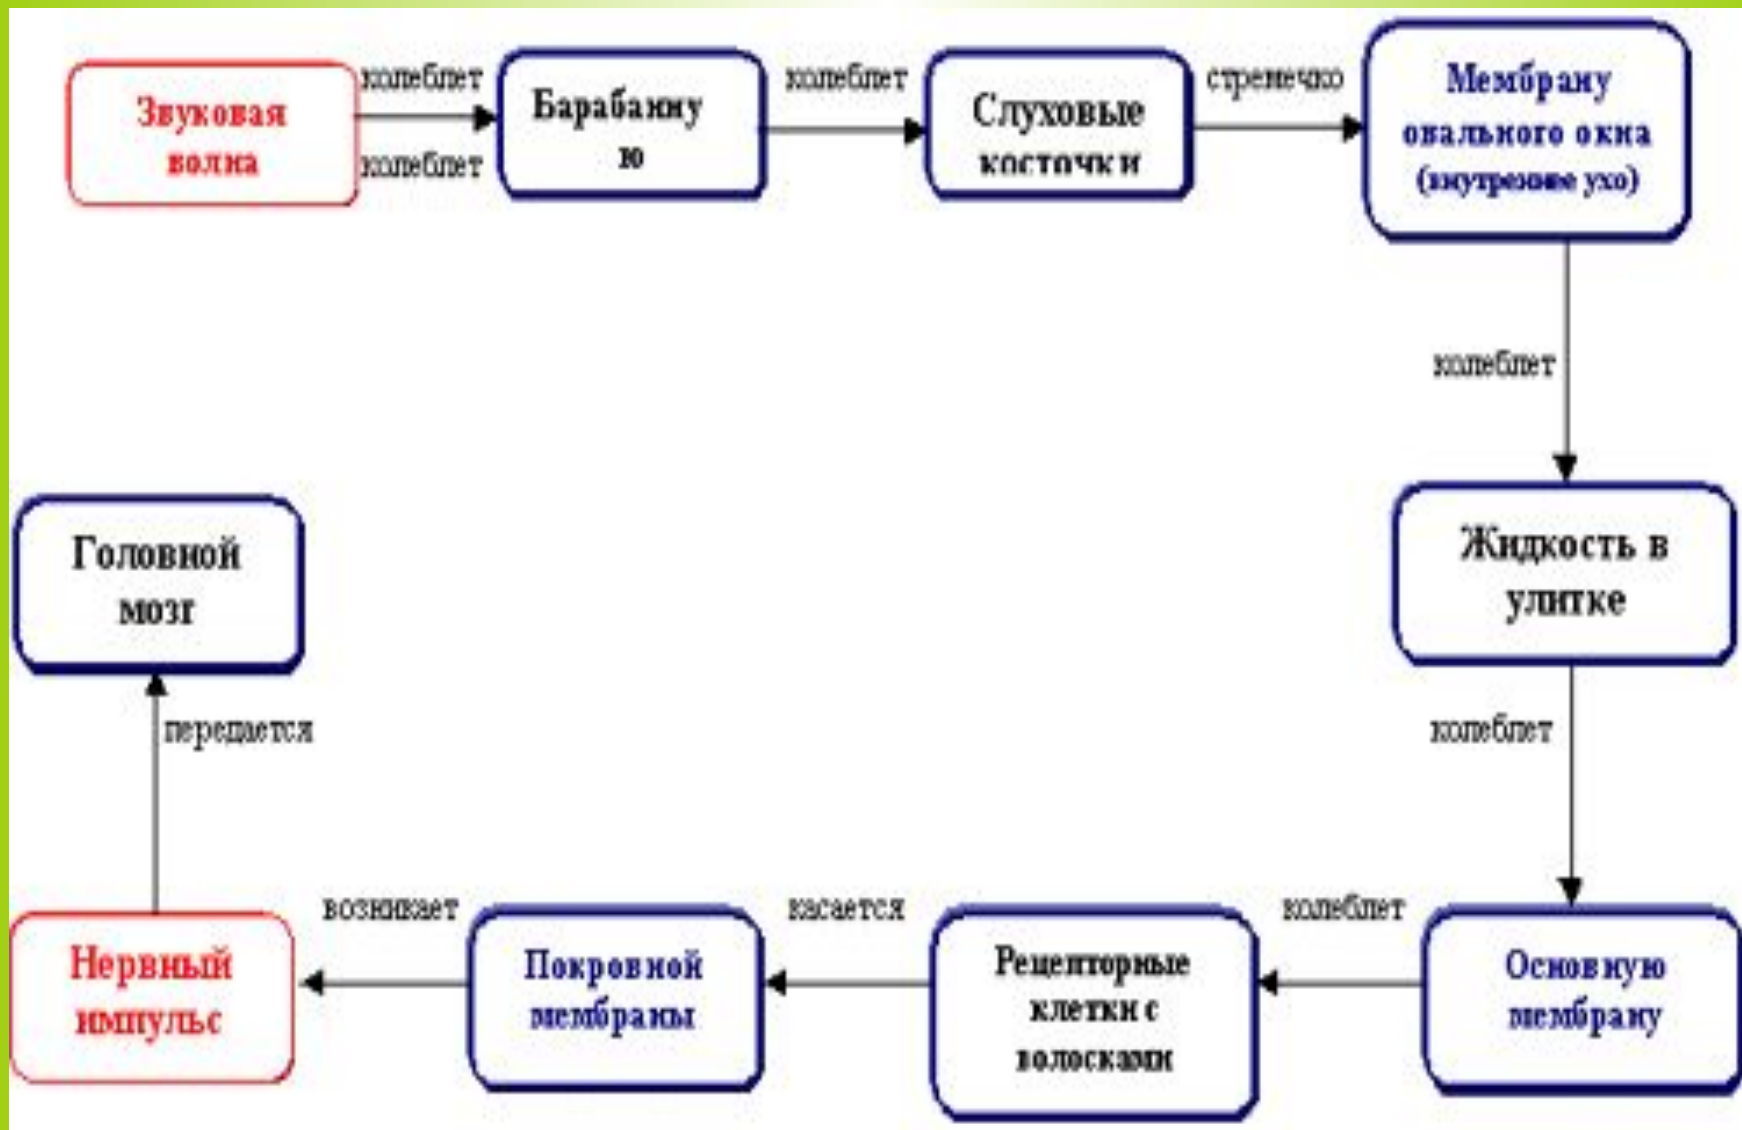 Звуковая
волна
колеблет
колеблет
Барабанну
ю
колеблет
Слуховые
косточки
стремечко
Мембрану
овального окна
(внутреннее ухо)
колеблет
Жидкость в
улитке
колеблет
Основную
мембрану
колеблет
Рецепторные
клетки с
волосками
касается
Покровной
мембраны
возникает
Нервный
импульс
передается
Головной
мозг